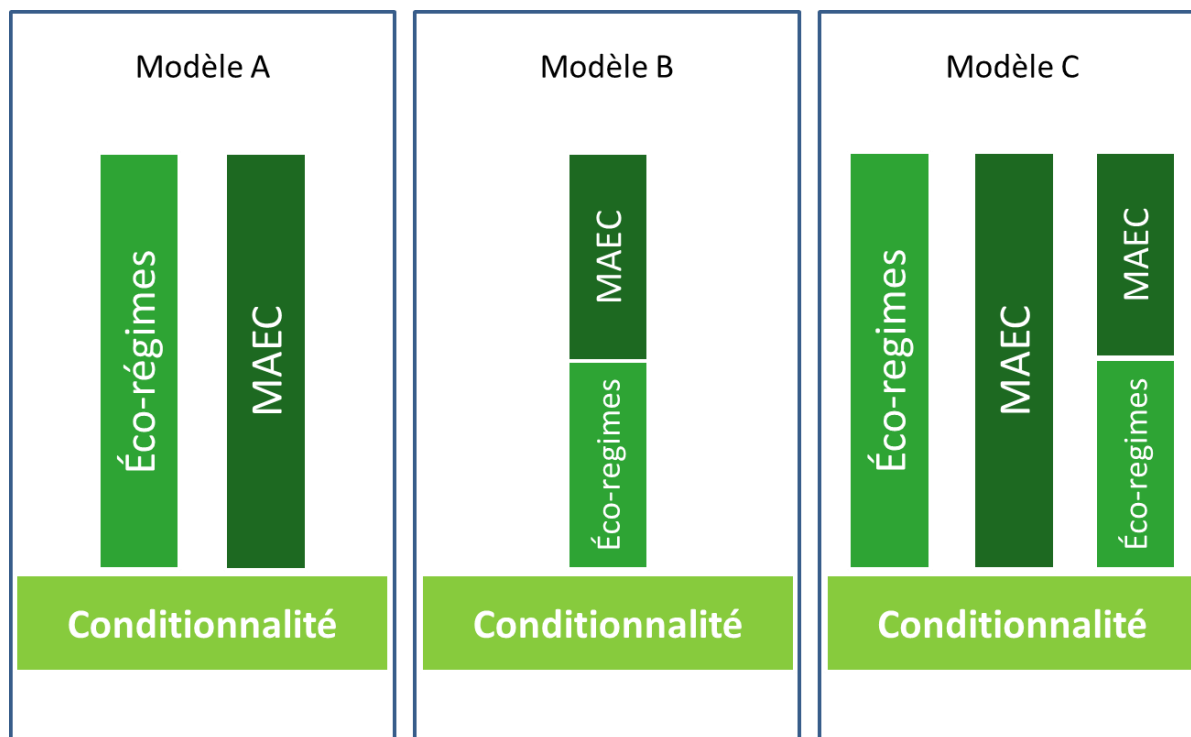 Modèle A
Éco-régimes
MAEC
Conditionnalité
Modèle B
MAEC
Éco-regimes
Conditionnalité
Modèle C
Éco-regimes
MAEC
MAEC
Éco-regimes
Conditionnalité